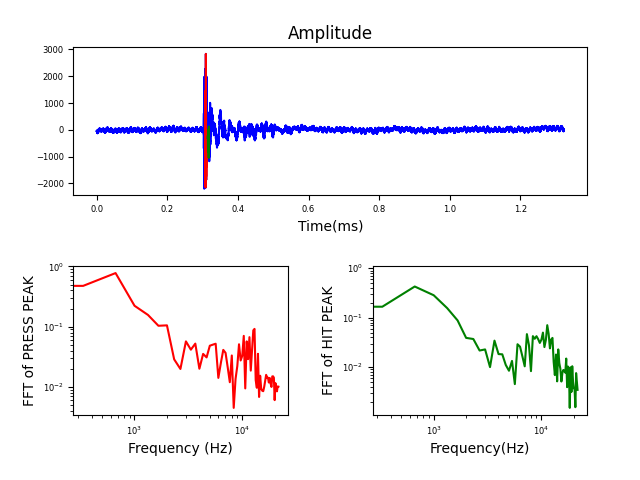 Amplitude
3000
2000
1000
0
−1000
−2000
0.0 0.2 0.4 0.6 0.8 1.0 1.2
Time(ms)
FFT of PRESS PEAK
10⁰
10⁻¹
10⁻²
10³ 10⁴
Frequency (Hz)
FFT of HIT PEAK
10⁰
10⁻¹
10⁻²
10³ 10⁴
Frequency(Hz)